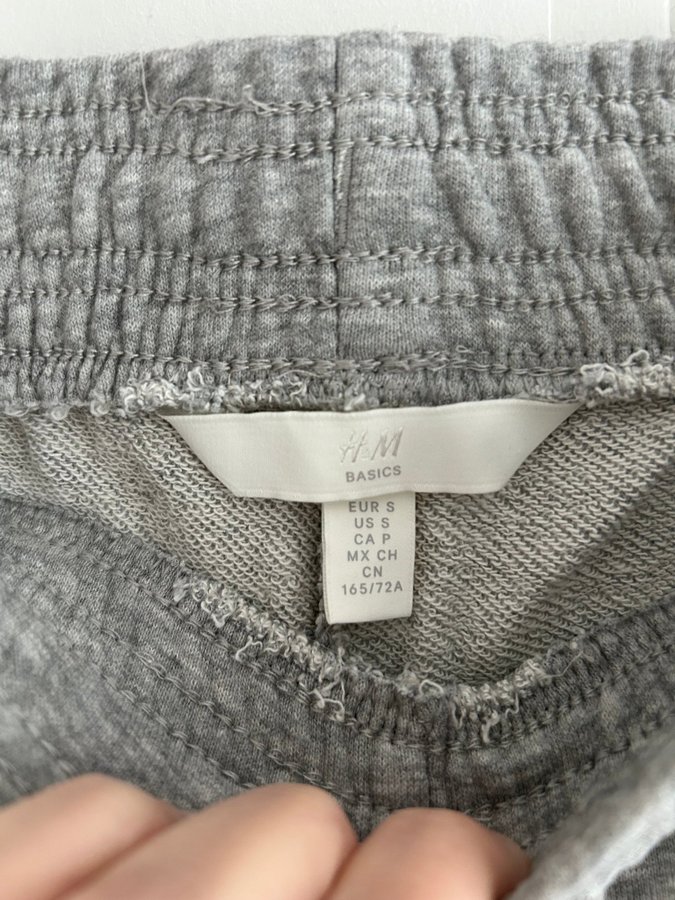 H&M
BASICS
EUR S
US S
CA P
MX CH
CN
165/72A